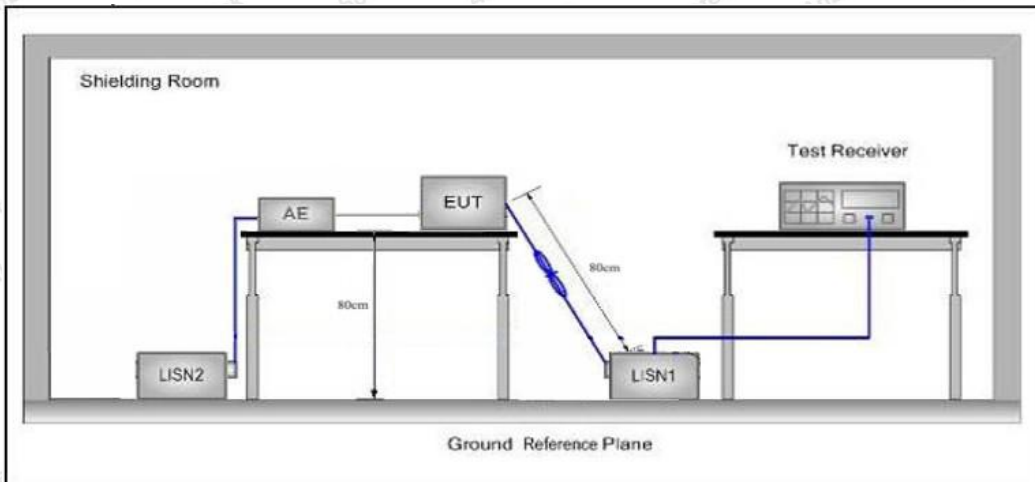 Shielding Room
Test Receiver
AE
EUT
80cm
80cm
LISN2
LISN1
Ground Reference Plane